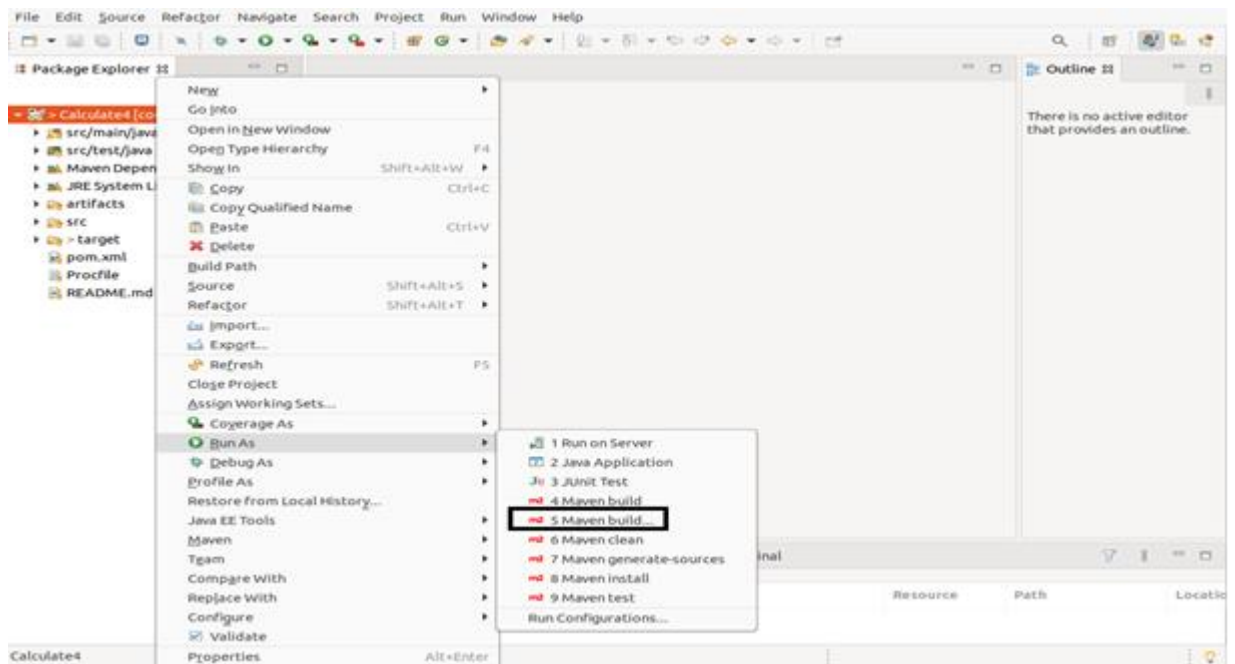 File Edit Source Refactor Navigate Search Project Run Window Help
Package Explorer
Outline
There is no active editor
that provides an outline.
> Calculate4 [co
src/main/java
src/test/java
Maven Depen
JRE System Li
artifacts
src
> target
pom.xml
Procfile
README.md
New
Go Into
Open in New Window
Open Type Hierarchy F4
Show In Shift+Alt+W
Copy Ctrl+C
Copy Qualified Name
Paste Ctrl+V
Delete
Build Path
Source Shift+Alt+S
Refactor Shift+Alt+T
Import...
Export...
Refresh F5
Close Project
Assign Working Sets...
Coverage As
Run As
Debug As
Profile As
Restore from Local History...
Java EE Tools
Maven
Team
Compare With
Replace With
Configure
Validate
Properties Alt+Enter
1 Run on Server
2 Java Application
3 JUnit Test
4 Maven build
5 Maven build...
6 Maven clean
7 Maven generate-sources
8 Maven install
9 Maven test
Run Configurations...
inal
Resource Path Locatio
Calculate4